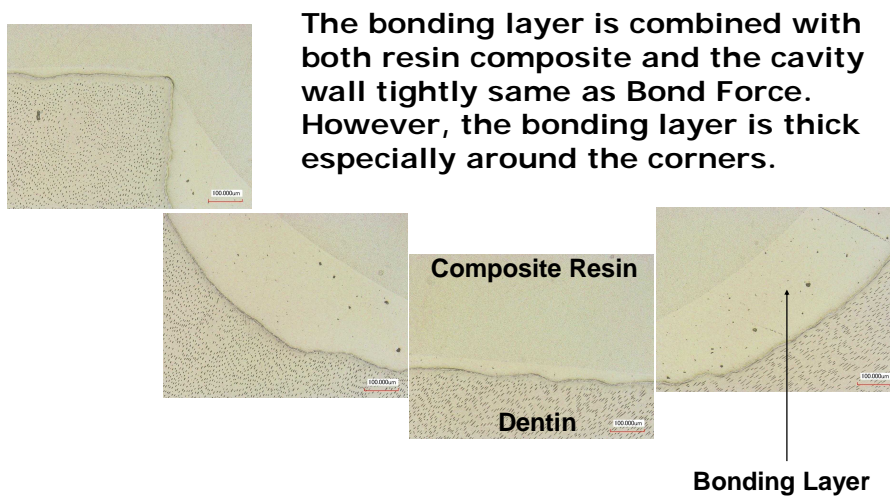 The bonding layer is combined with
both resin composite and the cavity
wall tightly same as Bond Force.
However, the bonding layer is thick
especially around the corners.
100.000um
100.000um
Composite Resin
Dentin
100.000um
100.000um
Bonding Layer